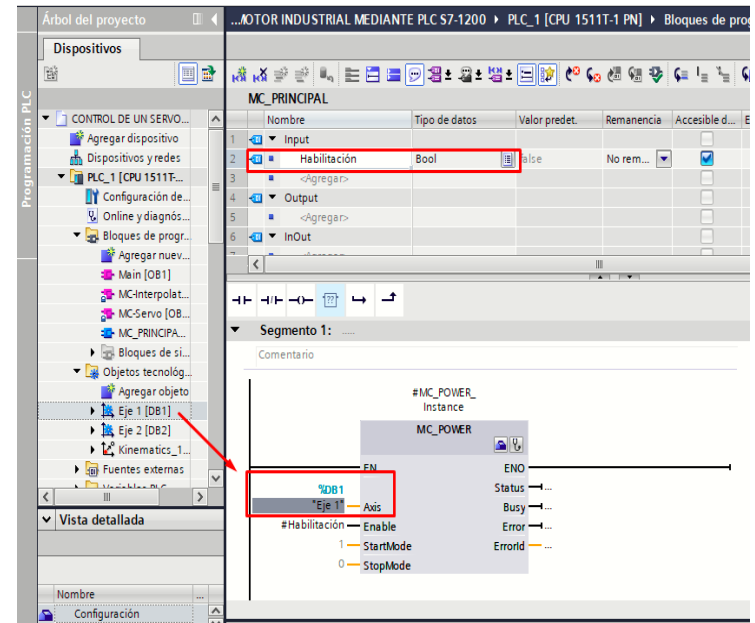 Árbol del proyecto
Dispositivos
Programación PLC
CONTROL DE UN SERVO...
Agregar dispositivo
Dispositivos y redes
PLC_1 [CPU 1511T-...
Configuración de...
Online y diagnós...
Bloques de progr...
Agregar nuev...
Main [OB1]
MC-Interpolat...
MC-Servo [OB...
MC_PRINCIPA...
Bloques de si...
Objetos tecnológ...
Agregar objeto
Eje 1 [DB1]
Eje 2 [DB2]
Kinematics_1...
Fuentes externas
Vista detallada
Nombre ...
Configuración
...MOTOR INDUSTRIAL MEDIANTE PLC S7-1200 PLC_1 [CPU 1511T-1 PN] Bloques de prog
MC_PRINCIPAL
Nombre Tipo de datos Valor predet. Remanencia Accesible d... E
1 Input
2 Habilitación Bool false No rem...
3 <Agregar>
4 Output
5 <Agregar>
6 InOut
??
Segmento 1: .....
Comentario
#MC_POWER_
Instance
MC_POWER
EN ENO
%DB1 Status ...
"Eje 1" Axis Busy ...
#Habilitación Enable Error ...
1 StartMode ErrorId ...
0 StopMode